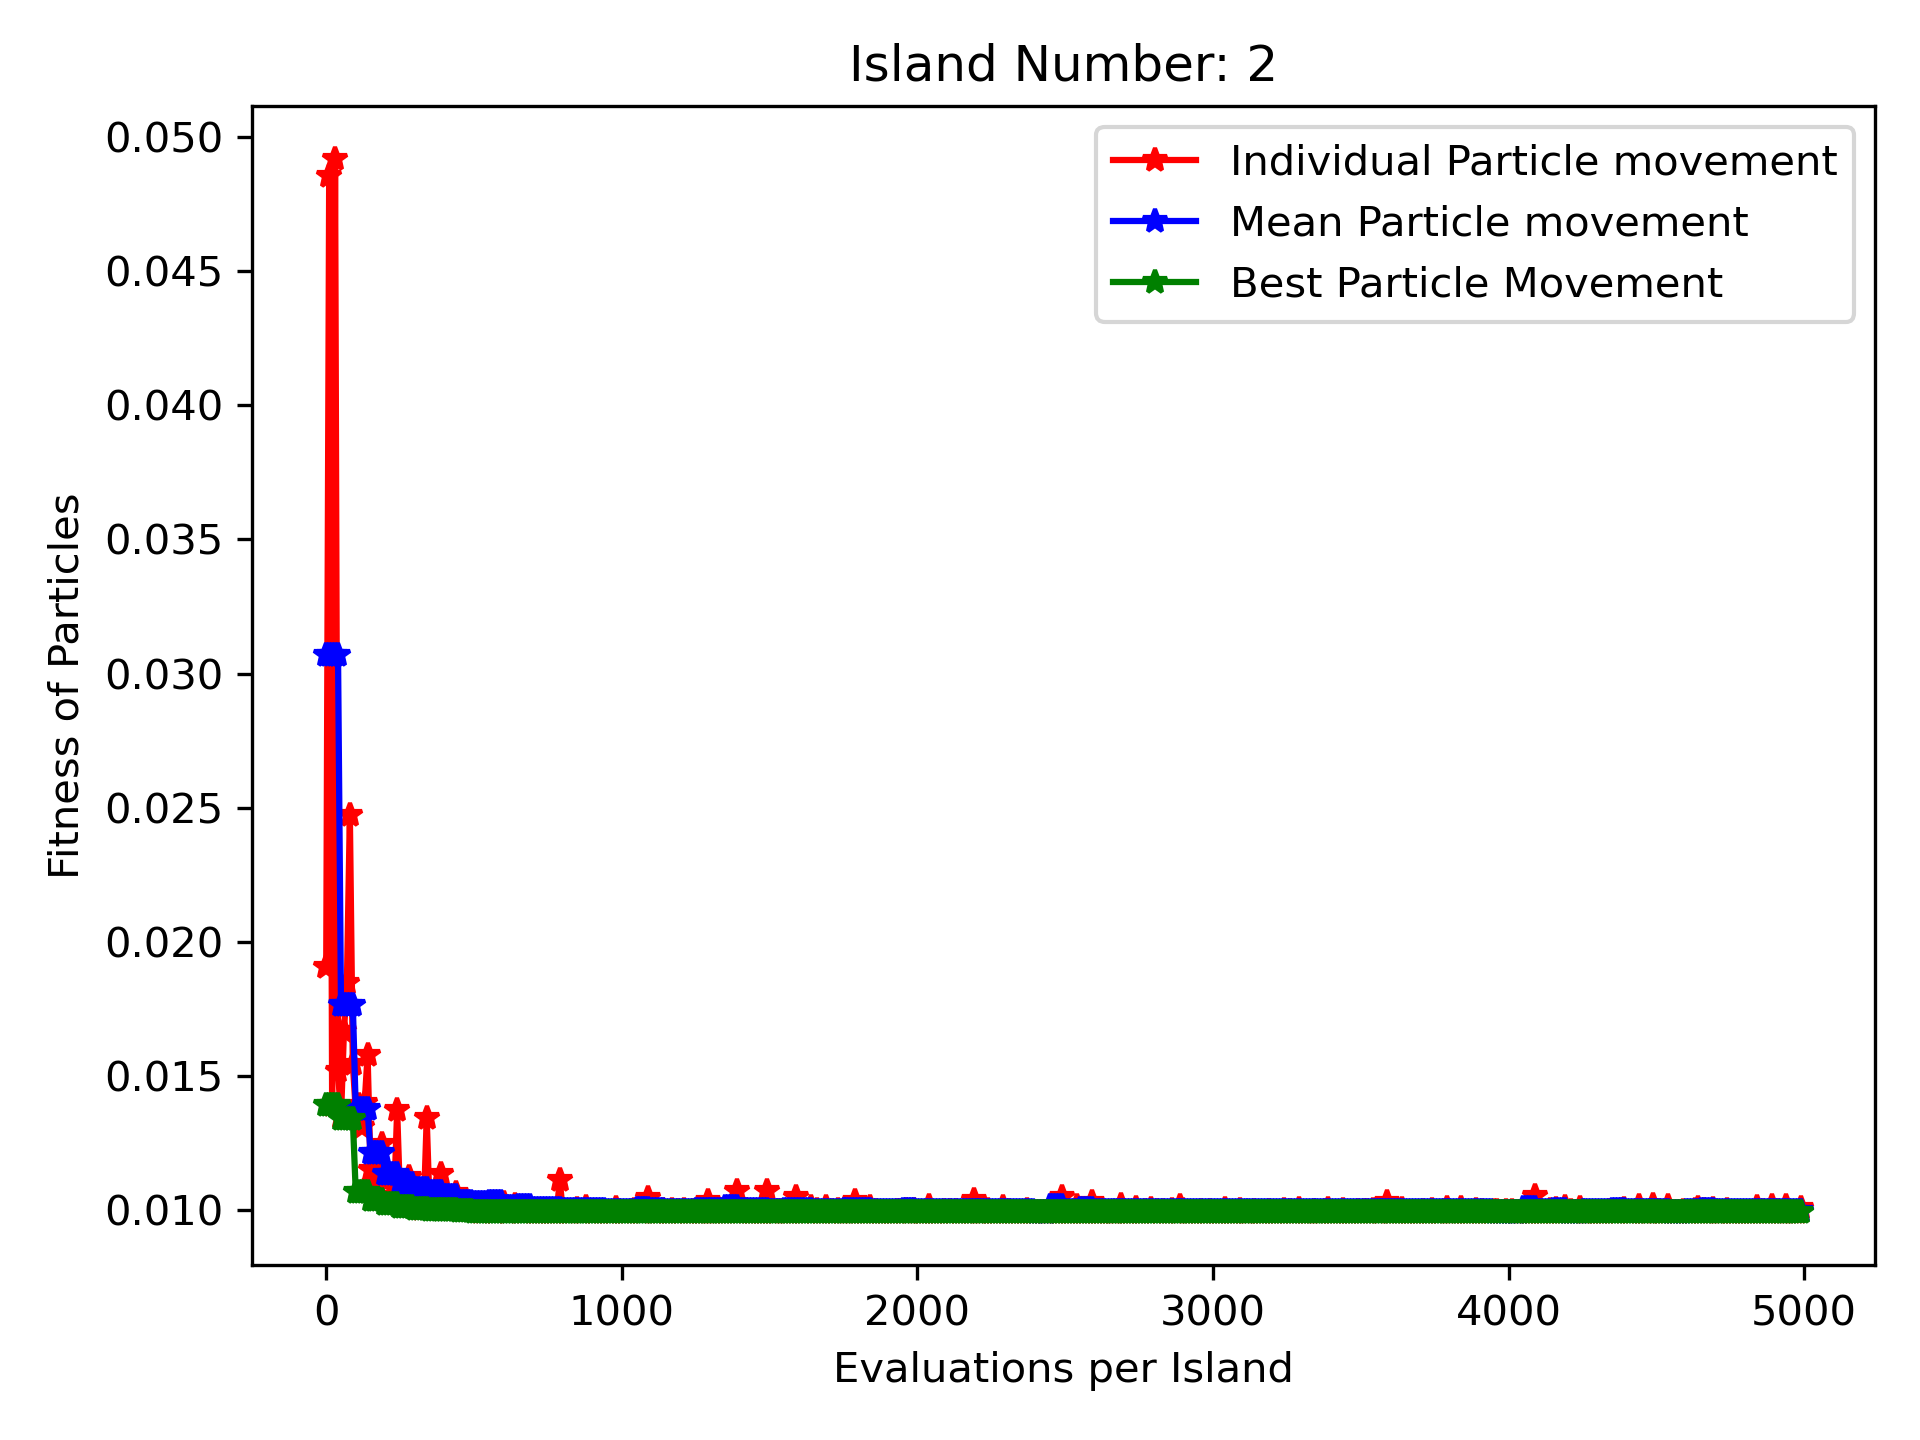 Island Number: 2
Individual Particle movement
Mean Particle movement
Best Particle Movement
0.050
0.045
0.040
0.035
0.030
0.025
0.020
0.015
0.010
Fitness of Particles
0 1000 2000 3000 4000 5000
Evaluations per Island